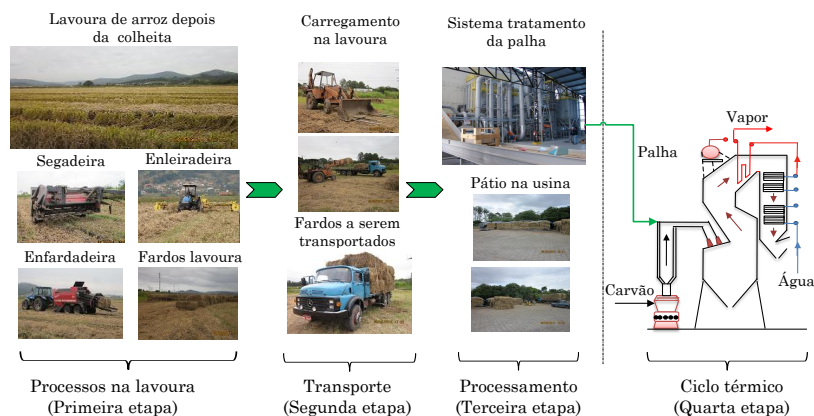 Lavoura de arroz depois
da colheita
Segadeira
Enleiradeira
Enfardadeira
Fardos lavoura
Processos na lavoura
(Primeira etapa)
Carregamento
na lavoura
Fardos a serem
transportados
Transporte
(Segunda etapa)
Sistema tratamento
da palha
Pátio na usina
Processamento
(Terceira etapa)
Vapor
Palha
Água
Carvão
Ciclo térmico
(Quarta etapa)